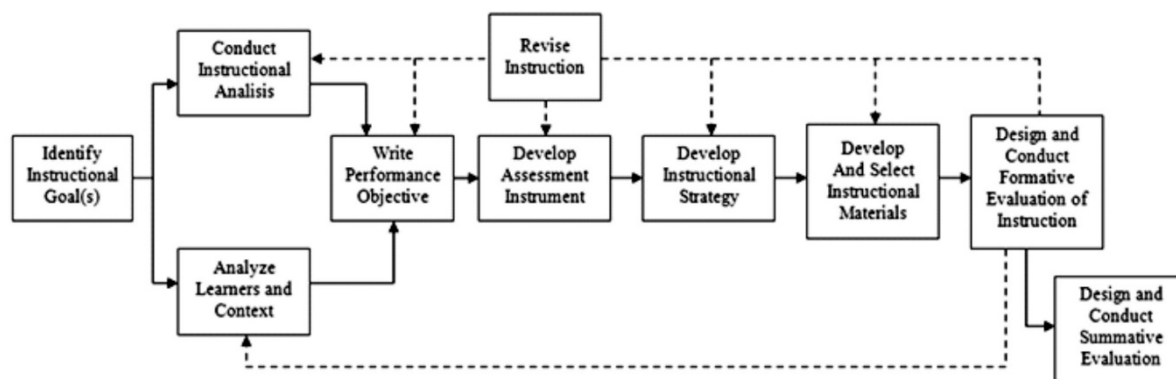 Identify
Instructional
Goal(s)
Conduct
Instructional
Analisis
Analyze
Learners and
Context
Revise
Instruction
Write
Performance
Objective
Develop
Assessment
Instrument
Develop
Instructional
Strategy
Develop
And Select
Instructional
Materials
Design and
Conduct
Formative
Evaluation of
Instruction
Design and
Conduct
Summative
Evaluation